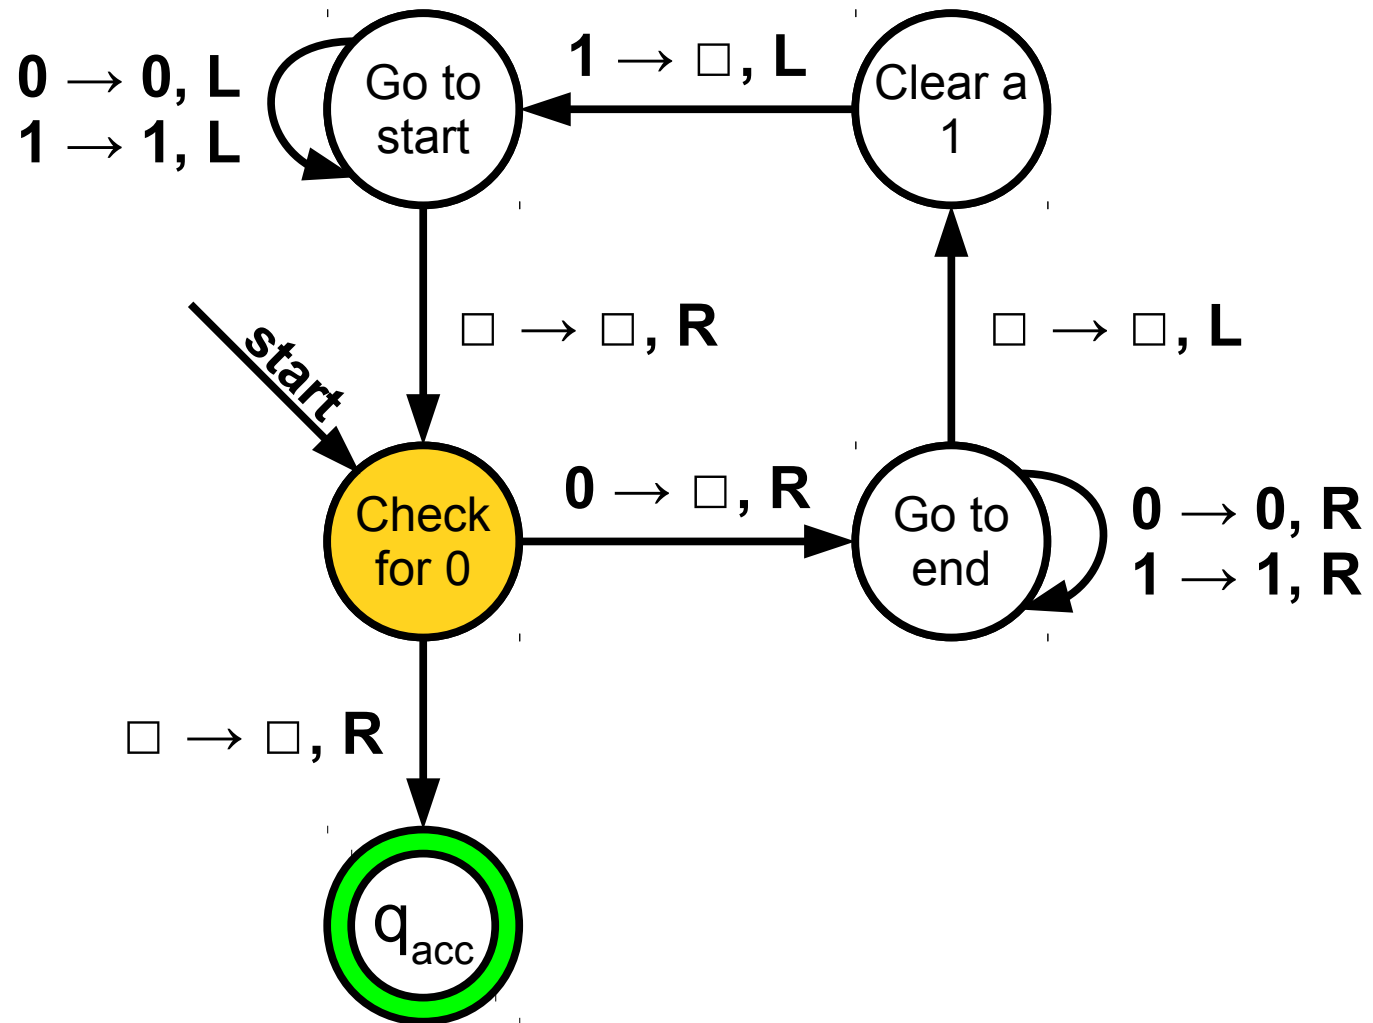 0 → 0, L
1 → 1, L
Go to
start
1 → □, L
Clear a
1
□ → □, R
□ → □, L
start
Check
for 0
0 → □, R
Go to
end
0 → 0, R
1 → 1, R
□ → □, R
qacc